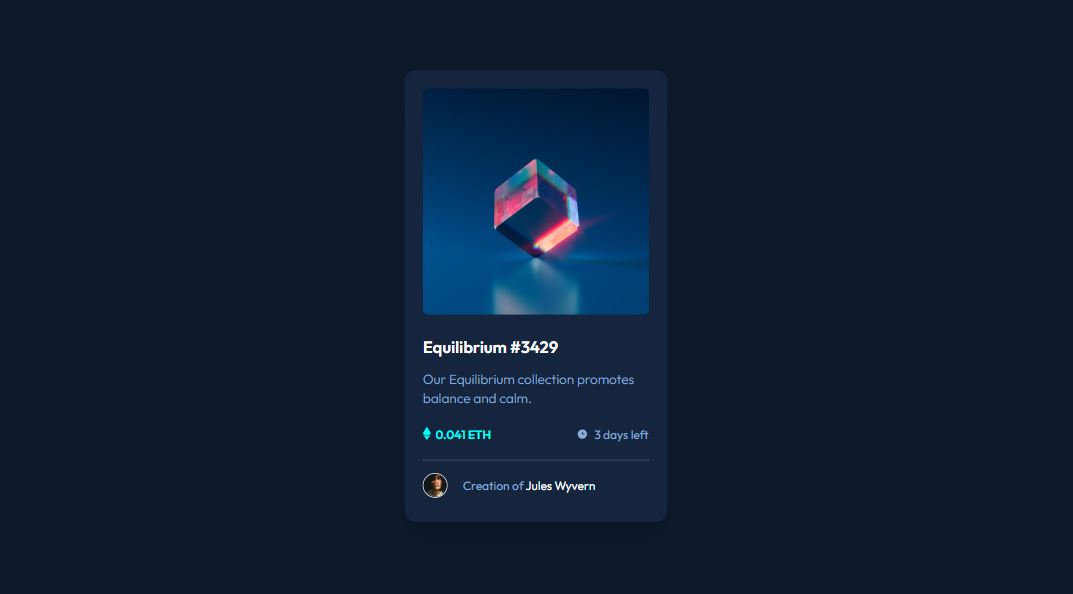 Equilibrium #3429
Our Equilibrium collection promotes
balance and calm.
0.041 ETH 3 days left
Creation of Jules Wyvern